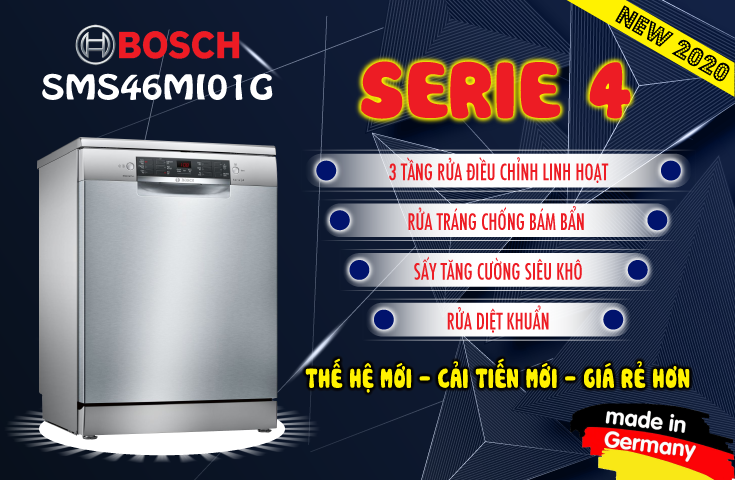 BOSCH
SMS46MI01G
NEW 2020
SERIE 4
3 TẦNG RỬA ĐIỀU CHỈNH LINH HOẠT
RỬA TRÁNG CHỐNG BÁM BẨN
SẤY TĂNG CƯỜNG SIÊU KHÔ
RỬA DIỆT KHUẨN
THẾ HỆ MỚI - CẢI TIẾN MỚI - GIÁ RẺ HƠN
BOSCH
made in
Germany